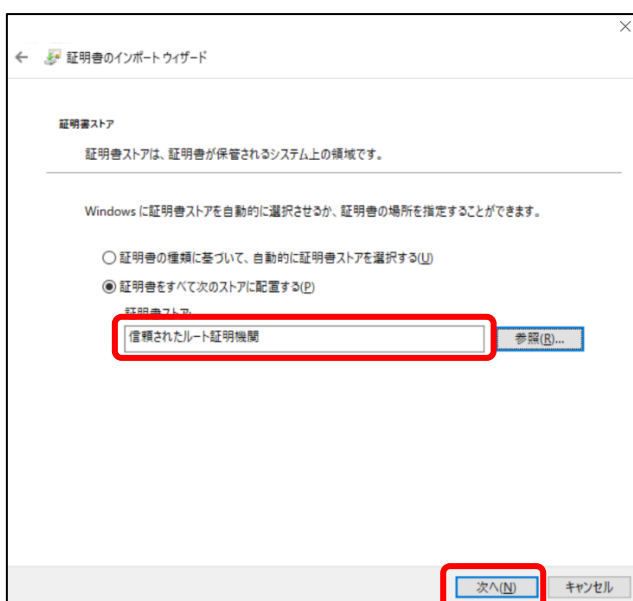 証明書のインポート ウィザード
証明書ストア
証明書ストアは、証明書が保管されるシステム上の領域です。
Windows に証明書ストアを自動的に選択させるか、証明書の場所を指定することができます。
証明書の種類に基づいて、自動的に証明書ストアを選択する(U)
証明書をすべて次のストアに配置する(P)
証明書ストア:
信頼されたルート証明機関
参照(R)...
次へ(N)
キャンセル